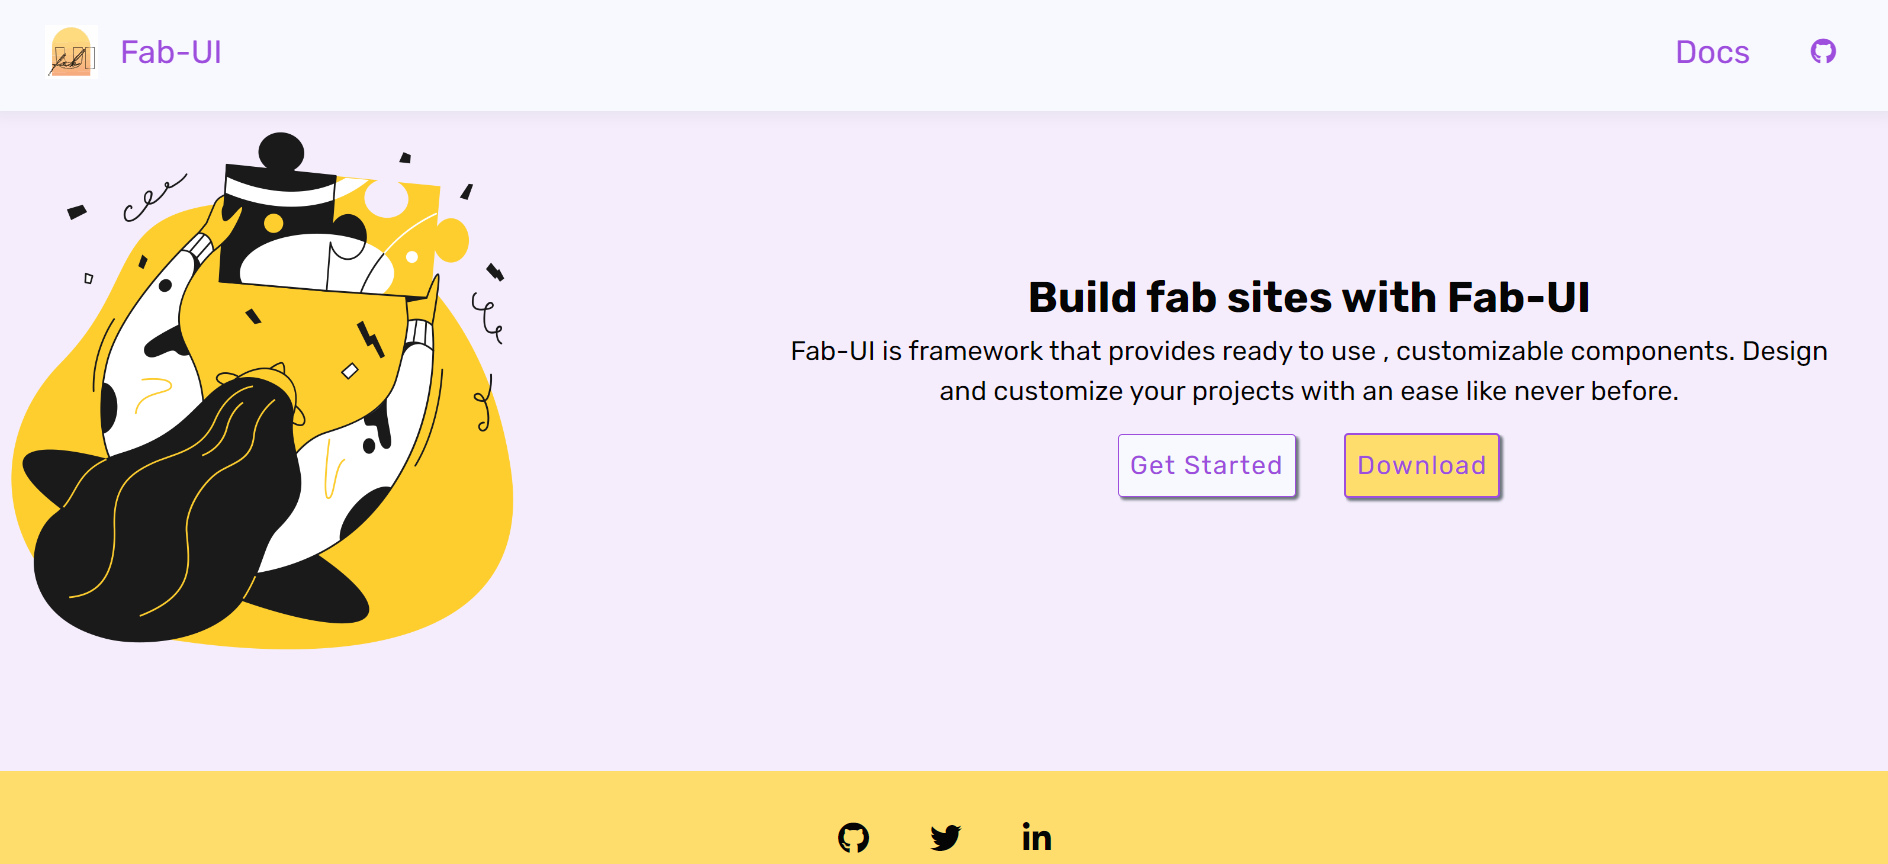 Fab-UI
Docs
Build fab sites with Fab-UI
Fab-UI is framework that provides ready to use , customizable components. Design
and customize your projects with an ease like never before.
Get Started
Download
in